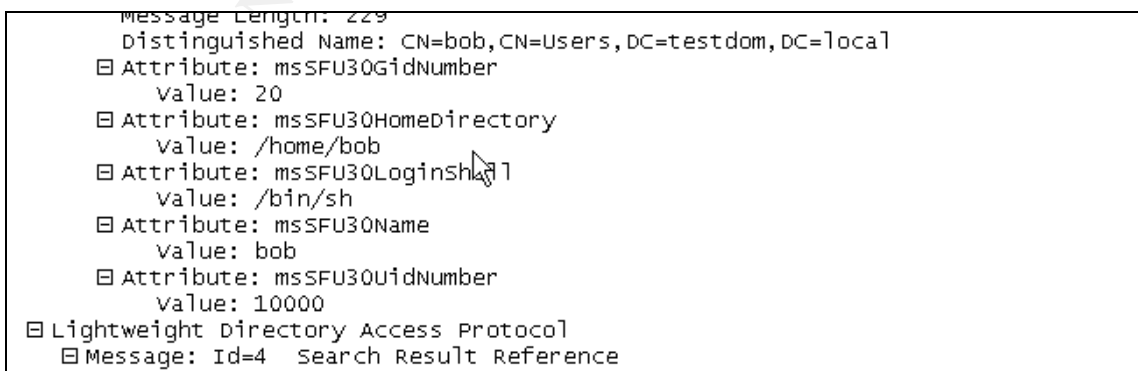 Message Length: 229
Distinguished Name: CN=bob,CN=Users,DC=testdom,DC=local
Attribute: msSFU30GidNumber
Value: 20
Attribute: msSFU30HomeDirectory
Value: /home/bob
Attribute: msSFU30LoginShell
Value: /bin/sh
Attribute: msSFU30Name
Value: bob
Attribute: msSFU30UidNumber
Value: 10000
Lightweight Directory Access Protocol
Message: Id=4 Search Result Reference